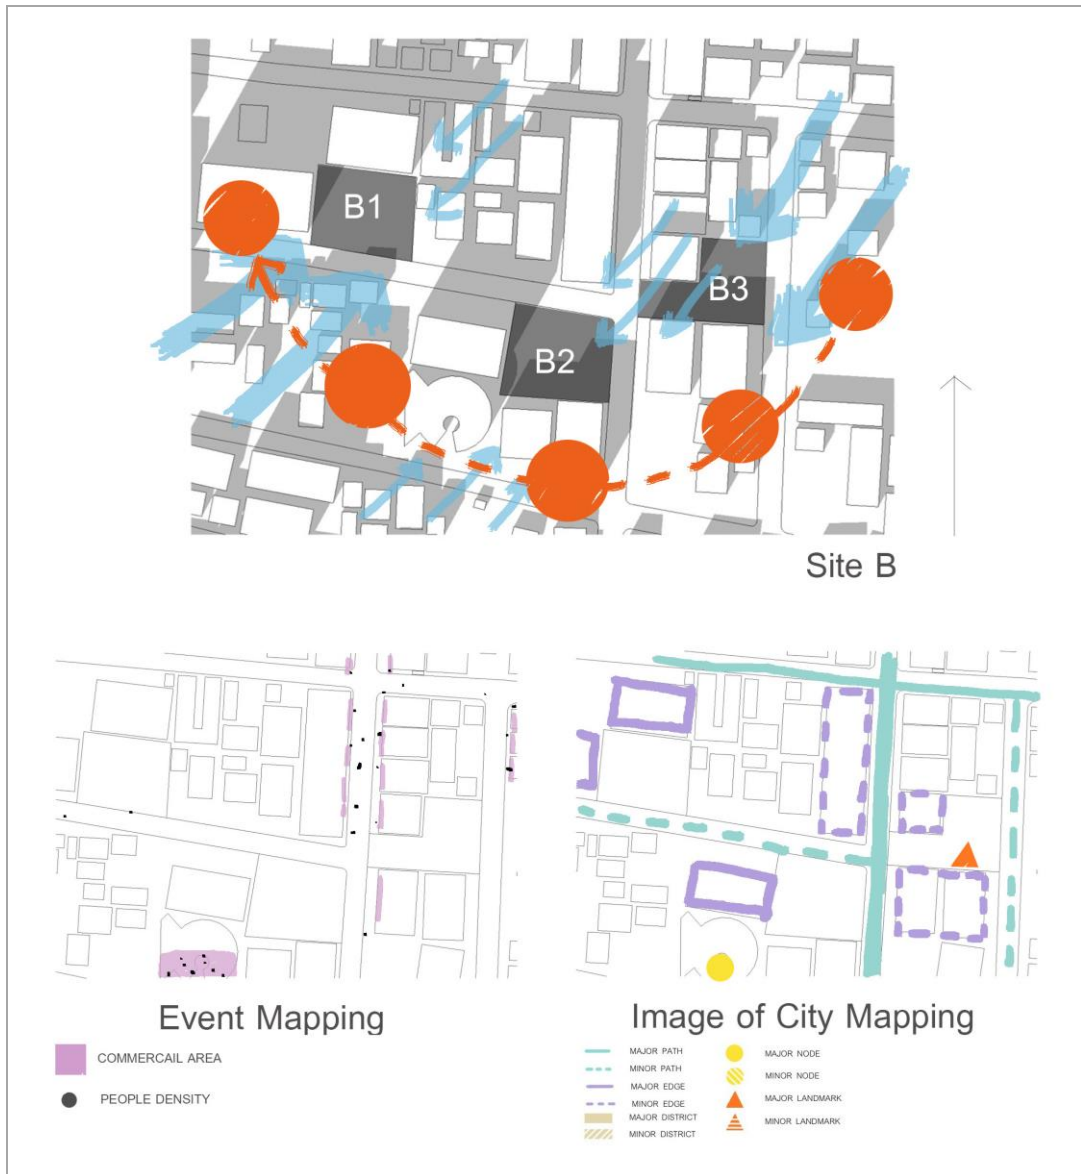 B1
B3
B2
Site B
Event Mapping
COMMERCAIL AREA
PEOPLE DENSITY
Image of City Mapping
MAJOR PATH
MINOR PATH
MAJOR EDGE
MINOR EDGE
MAJOR DISTRICT
MINOR DISTRICT
MAJOR NODE
MINOR NODE
MAJOR LANDMARK
MINOR LANDMARK